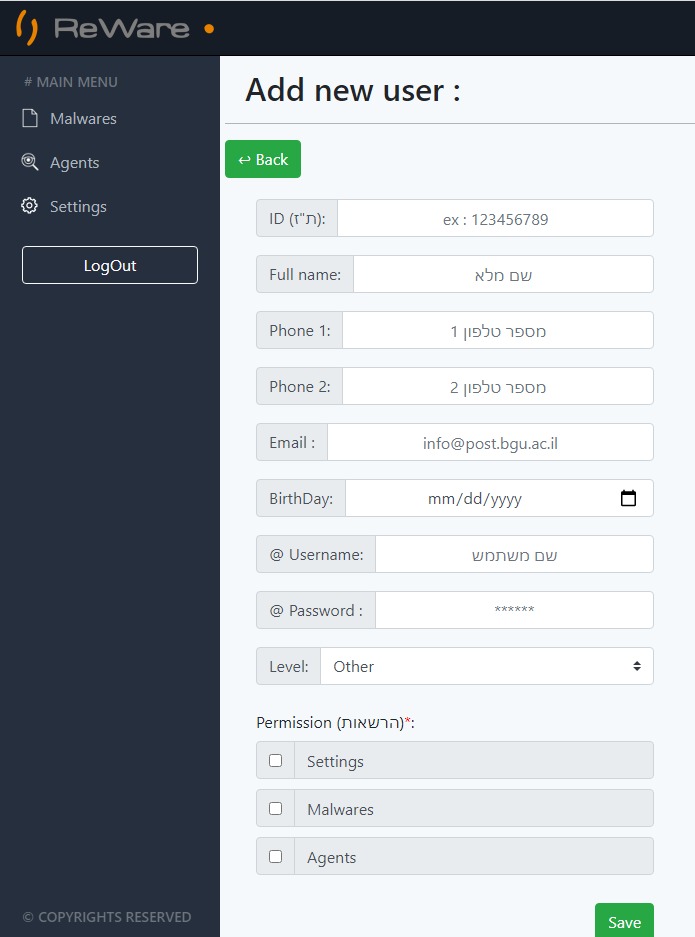 ReWare
# MAIN MENU
Malwares
Agents
Settings
LogOut
© COPYRIGHTS RESERVED
Add new user :
↩ Back
ID (ת"ז): ex : 123456789
Full name: שם מלא
Phone 1: מספר טלפון 1
Phone 2: מספר טלפון 2
Email : info@post.bgu.ac.il
BirthDay: mm/dd/yyyy
@ Username: שם משתמש
@ Password : ******
Level: Other
Permission (הרשאות)*:
Settings
Malwares
Agents
Save